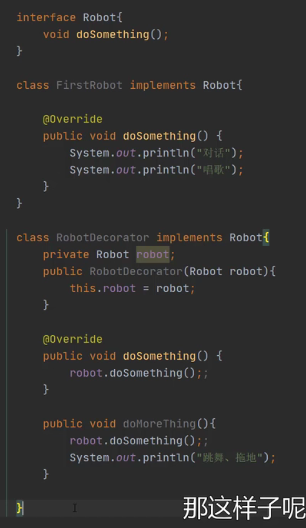 interface Robot{
    void doSomething();
}

class FirstRobot implements Robot{

    @Override
    public void doSomething() {
        System.out.println("对话");
        System.out.println("唱歌");
    }
}

class RobotDecorator implements Robot{
    private Robot robot;
    public RobotDecorator(Robot robot){
        this.robot = robot;
    }

    @Override
    public void doSomething() {
        robot.doSomething();;
    }

    public void doMoreThing(){
        robot.doSomething();;
        System.out.println("跳舞、拖地");
    }

}
那这样子呢